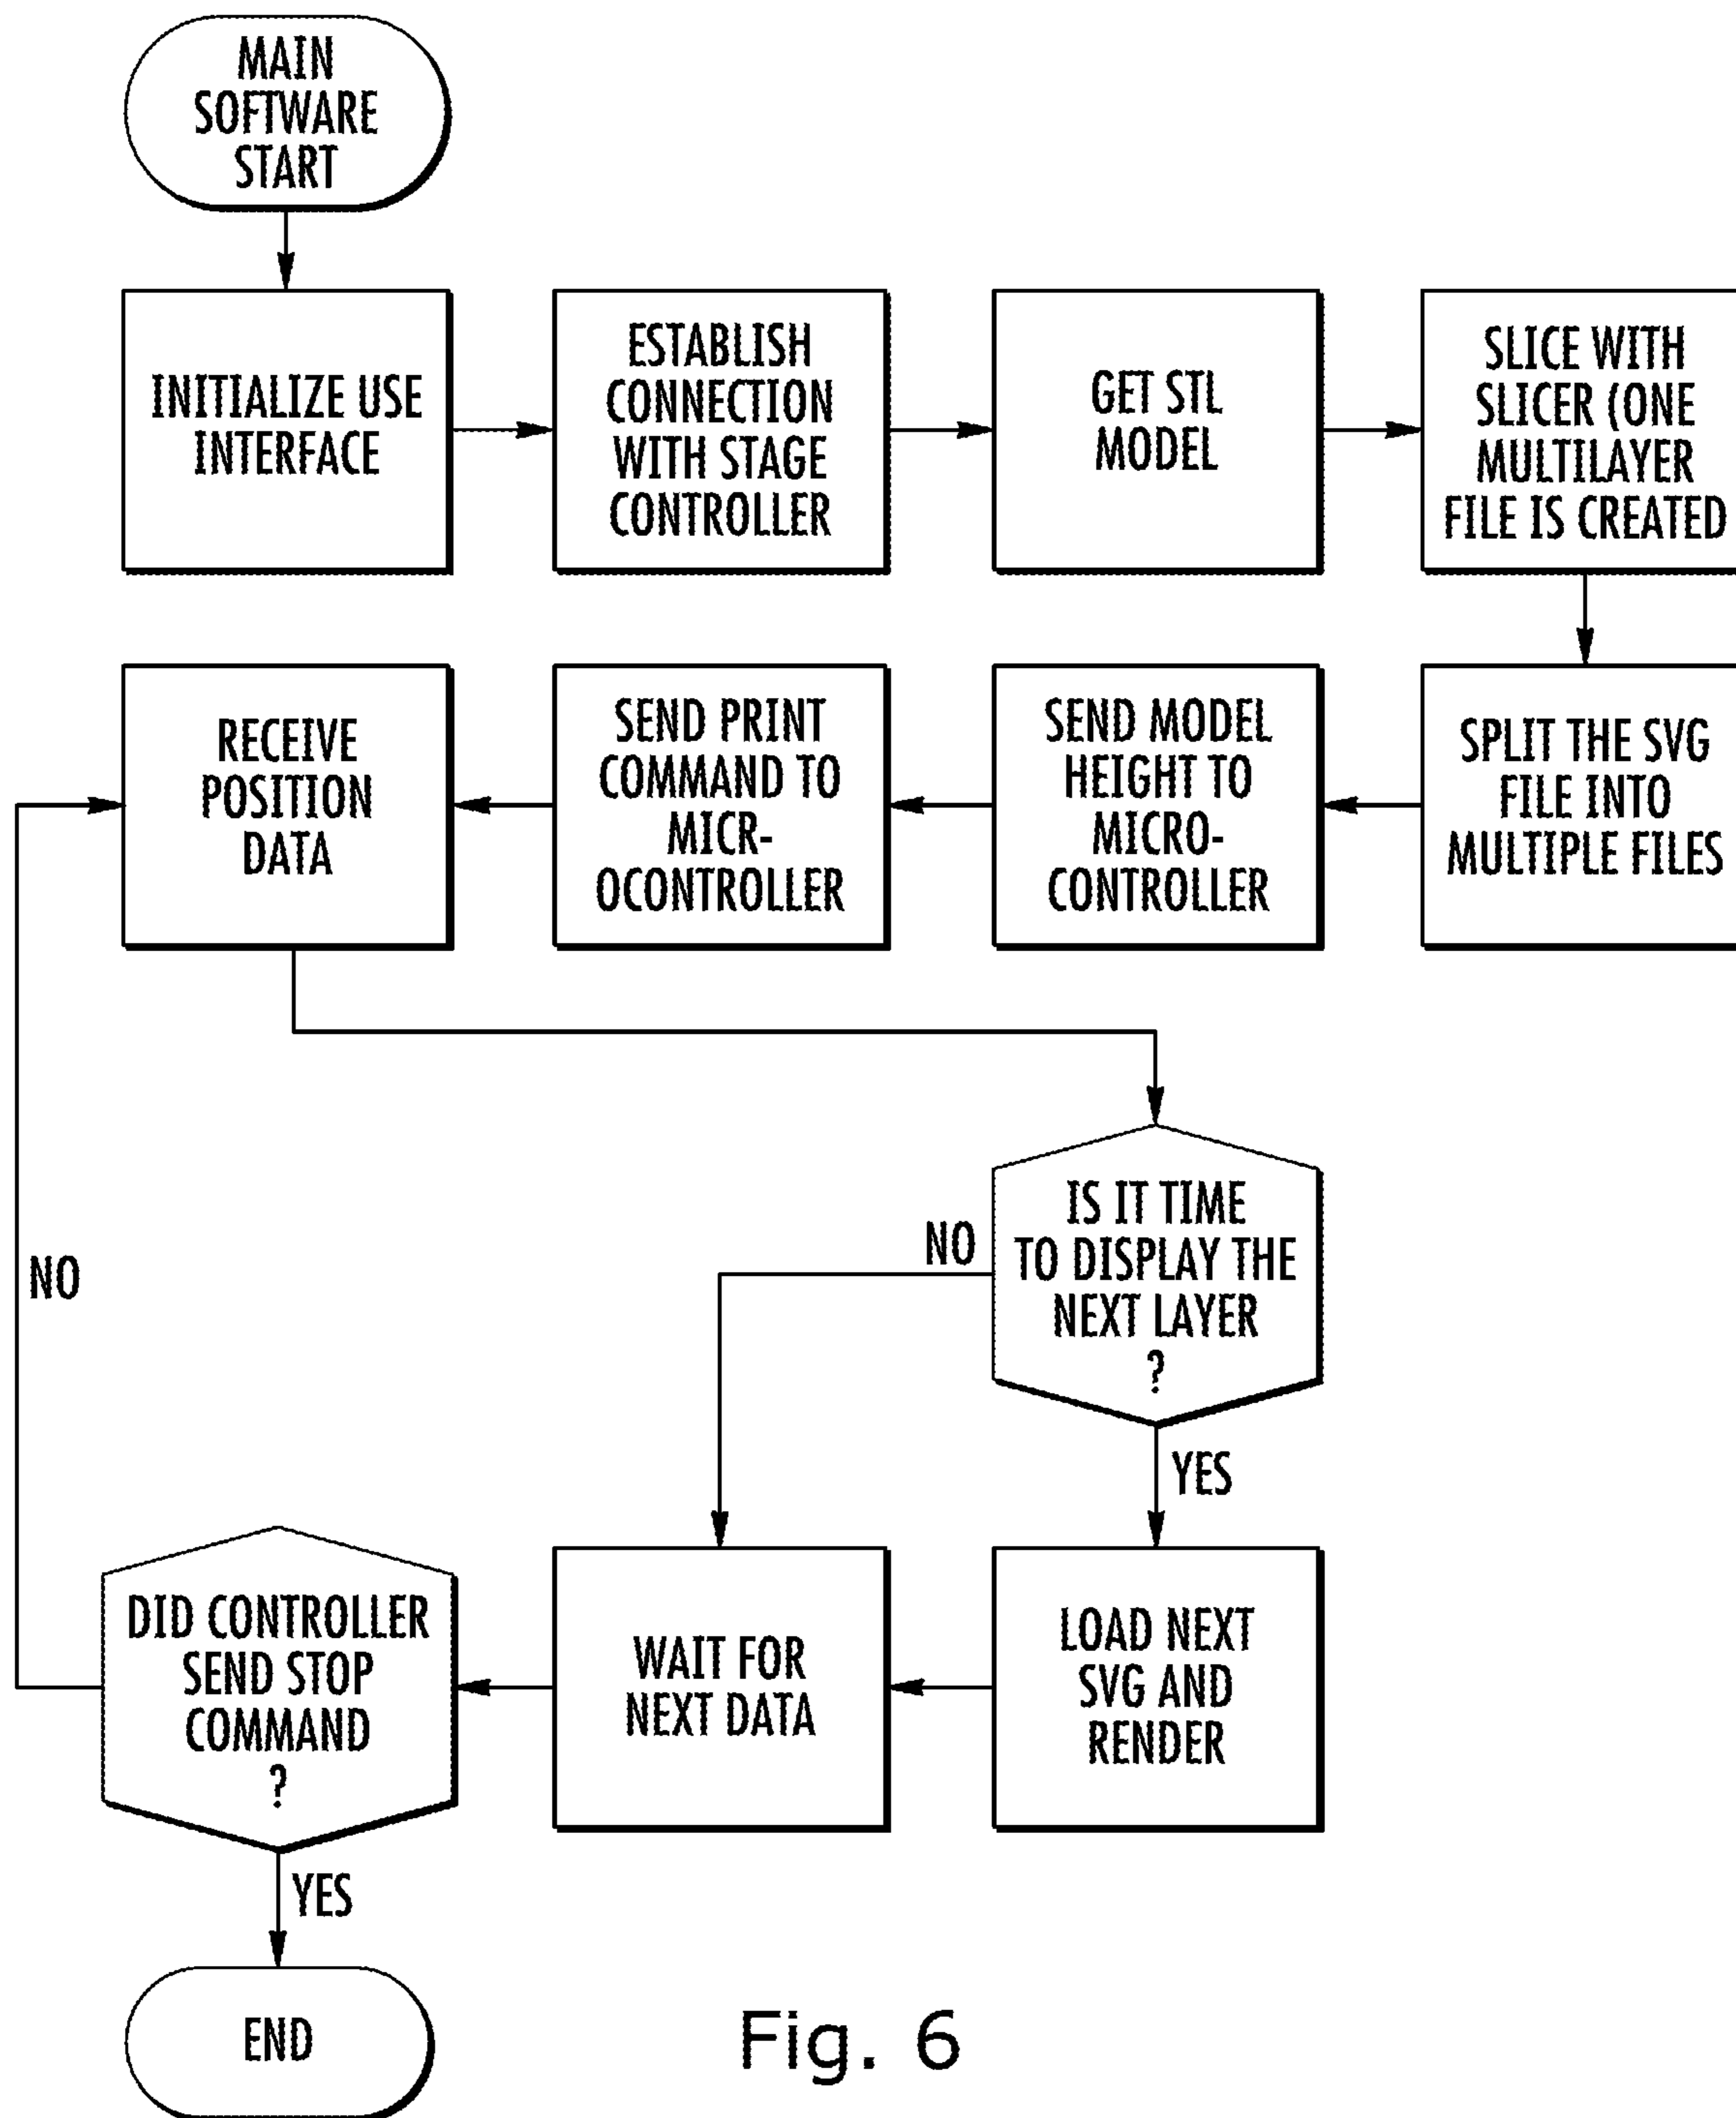 MAIN
SOFTWARE
START
INITIALIZE USE
INTERFACE
ESTABLISH
CONNECTION
WITH STAGE
CONTROLLER
GET STL
MODEL
SLICE WITH
SLICER (ONE
MULTILAYER
FILE IS CREATED
RECEIVE
POSITION
DATA
SEND PRINT
COMMAND TO
MICR-
OCONTROLLER
SEND MODEL
HEIGHT TO
MICRO-
CONTROLLER
SPLIT THE SVG
FILE INTO
MULTIPLE FILES
IS IT TIME
TO DISPLAY THE
NEXT LAYER
?
NO
NO
YES
DID CONTROLLER
SEND STOP
COMMAND
?
WAIT FOR
NEXT DATA
LOAD NEXT
SVG AND
RENDER
YES
END
Fig. 6